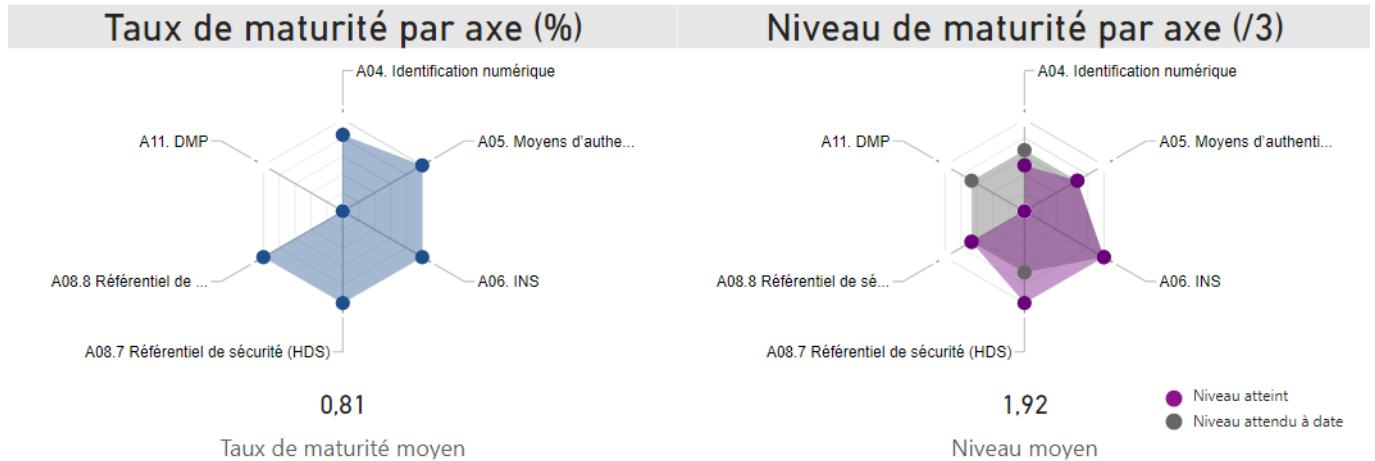 Taux de maturité par axe (%)
A04. Identification numérique
A11. DMP
A05. Moyens d'authe...
A08.8 Référentiel de ...
A06. INS
A08.7 Référentiel de sécurité (HDS)
0,81
Taux de maturité moyen
Niveau de maturité par axe (/3)
A04. Identification numérique
A11. DMP
A05. Moyens d'authenti...
A08.8 Référentiel de sé...
A06. INS
A08.7 Référentiel de sécurité (HDS)
1,92
Niveau moyen
Niveau atteint
Niveau attendu à date